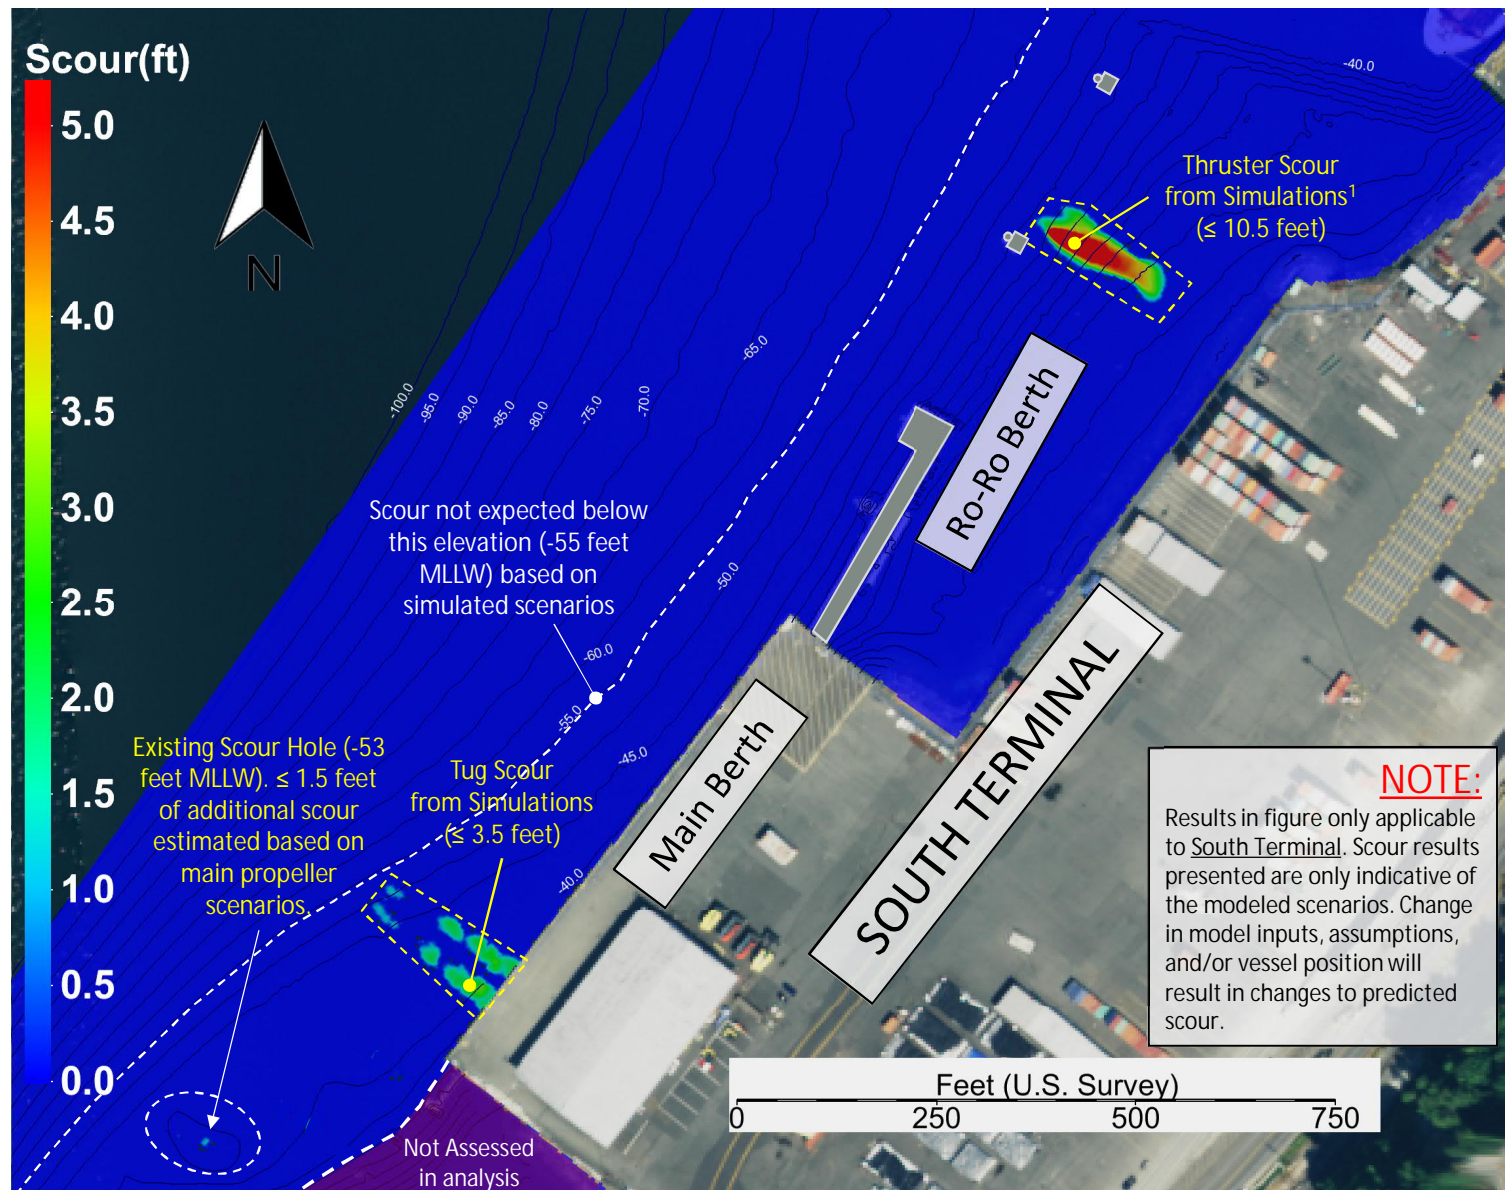 Scour(ft)
5.0
4.5
4.0
3.5
3.0
2.5
2.0
1.5
1.0
0.5
0.0
N
-40.0
Thruster Scour
from Simulations1
(≤ 10.5 feet)
-65.0
-100.0
-95.0
-90.0
-85.0
-80.0
-75.0
-70.0
Ro-Ro Berth
Scour not expected below
this elevation (-55 feet
MLLW) based on
simulated scenarios
-50.0
-60.0
-55.0
-45.0
-40.0
Existing Scour Hole (-53
feet MLLW). ≤ 1.5 feet
of additional scour
estimated based on
main propeller
scenarios
Tug Scour
from Simulations
(≤ 3.5 feet)
Main Berth
SOUTH TERMINAL
NOTE:
Results in figure only applicable
to South Terminal. Scour results
presented are only indicative of
the modeled scenarios. Change
in model inputs, assumptions,
and/or vessel position will
result in changes to predicted
scour.
Feet (U.S. Survey)
0 250 500 750
Not Assessed
in analysis